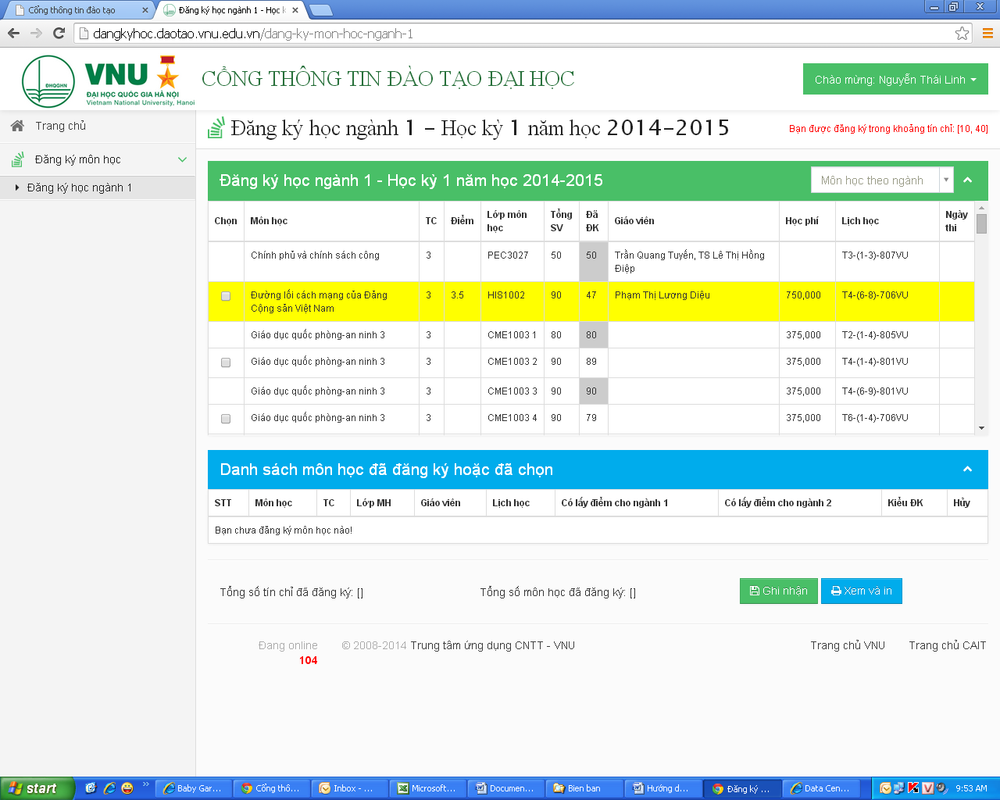 Cổng thông tin đào tạo
Đăng ký học ngành 1 - Học k
dangkyhoc.daotao.vnu.edu.vn/dang-ky-mon-hoc-nganh-1
ĐHQGHN
VNU
ĐẠI HỌC QUỐC GIA HÀ NỘI
Vietnam National University, Hanoi
CỔNG THÔNG TIN ĐÀO TẠO ĐẠI HỌC
Chào mừng: Nguyễn Thái Linh
Trang chủ
Đăng ký môn học
Đăng ký học ngành 1
Đăng ký học ngành 1 - Học kỳ 1 năm học 2014-2015
Bạn được đăng ký trong khoảng tín chỉ: [10, 40]
Đăng ký học ngành 1 - Học kỳ 1 năm học 2014-2015
Môn học theo ngành
Chọn Môn học TC Điểm Lớp môn học Tổng SV Đã ĐK Giáo viên Học phí Lịch học Ngày thi
Chính phủ và chính sách công 3 PEC3027 50 50 Trần Quang Tuyến, TS Lê Thị Hồng Điệp T3-(1-3)-807VU
Đường lối cách mạng của Đảng Cộng sản Việt Nam 3 3.5 HIS1002 90 47 Phạm Thị Lương Diệu 750,000 T4-(6-8)-706VU
Giáo dục quốc phòng-an ninh 3 3 CME1003 1 80 80 375,000 T2-(1-4)-805VU
Giáo dục quốc phòng-an ninh 3 3 CME1003 2 90 89 375,000 T4-(1-4)-801VU
Giáo dục quốc phòng-an ninh 3 3 CME1003 3 90 90 375,000 T4-(6-9)-801VU
Giáo dục quốc phòng-an ninh 3 3 CME1003 4 90 79 375,000 T6-(1-4)-706VU
Danh sách môn học đã đăng ký hoặc đã chọn
STT Môn học TC Lớp MH Giáo viên Lịch học Có lấy điểm cho ngành 1 Có lấy điểm cho ngành 2 Kiểu ĐK Hủy
Bạn chưa đăng ký môn học nào!
Tổng số tín chỉ đã đăng ký: []
Tổng số môn học đã đăng ký: []
Ghi nhận
Xem và in
Đang online
104
© 2008-2014 Trung tâm ứng dụng CNTT - VNU
Trang chủ VNU
Trang chủ CAIT
start
Baby Gar...
Cổng thô...
Inbox - ...
Microsoft...
Documen...
Bien ban
Hướng d...
Đăng ký ...
Data Cen...
9:53 AM